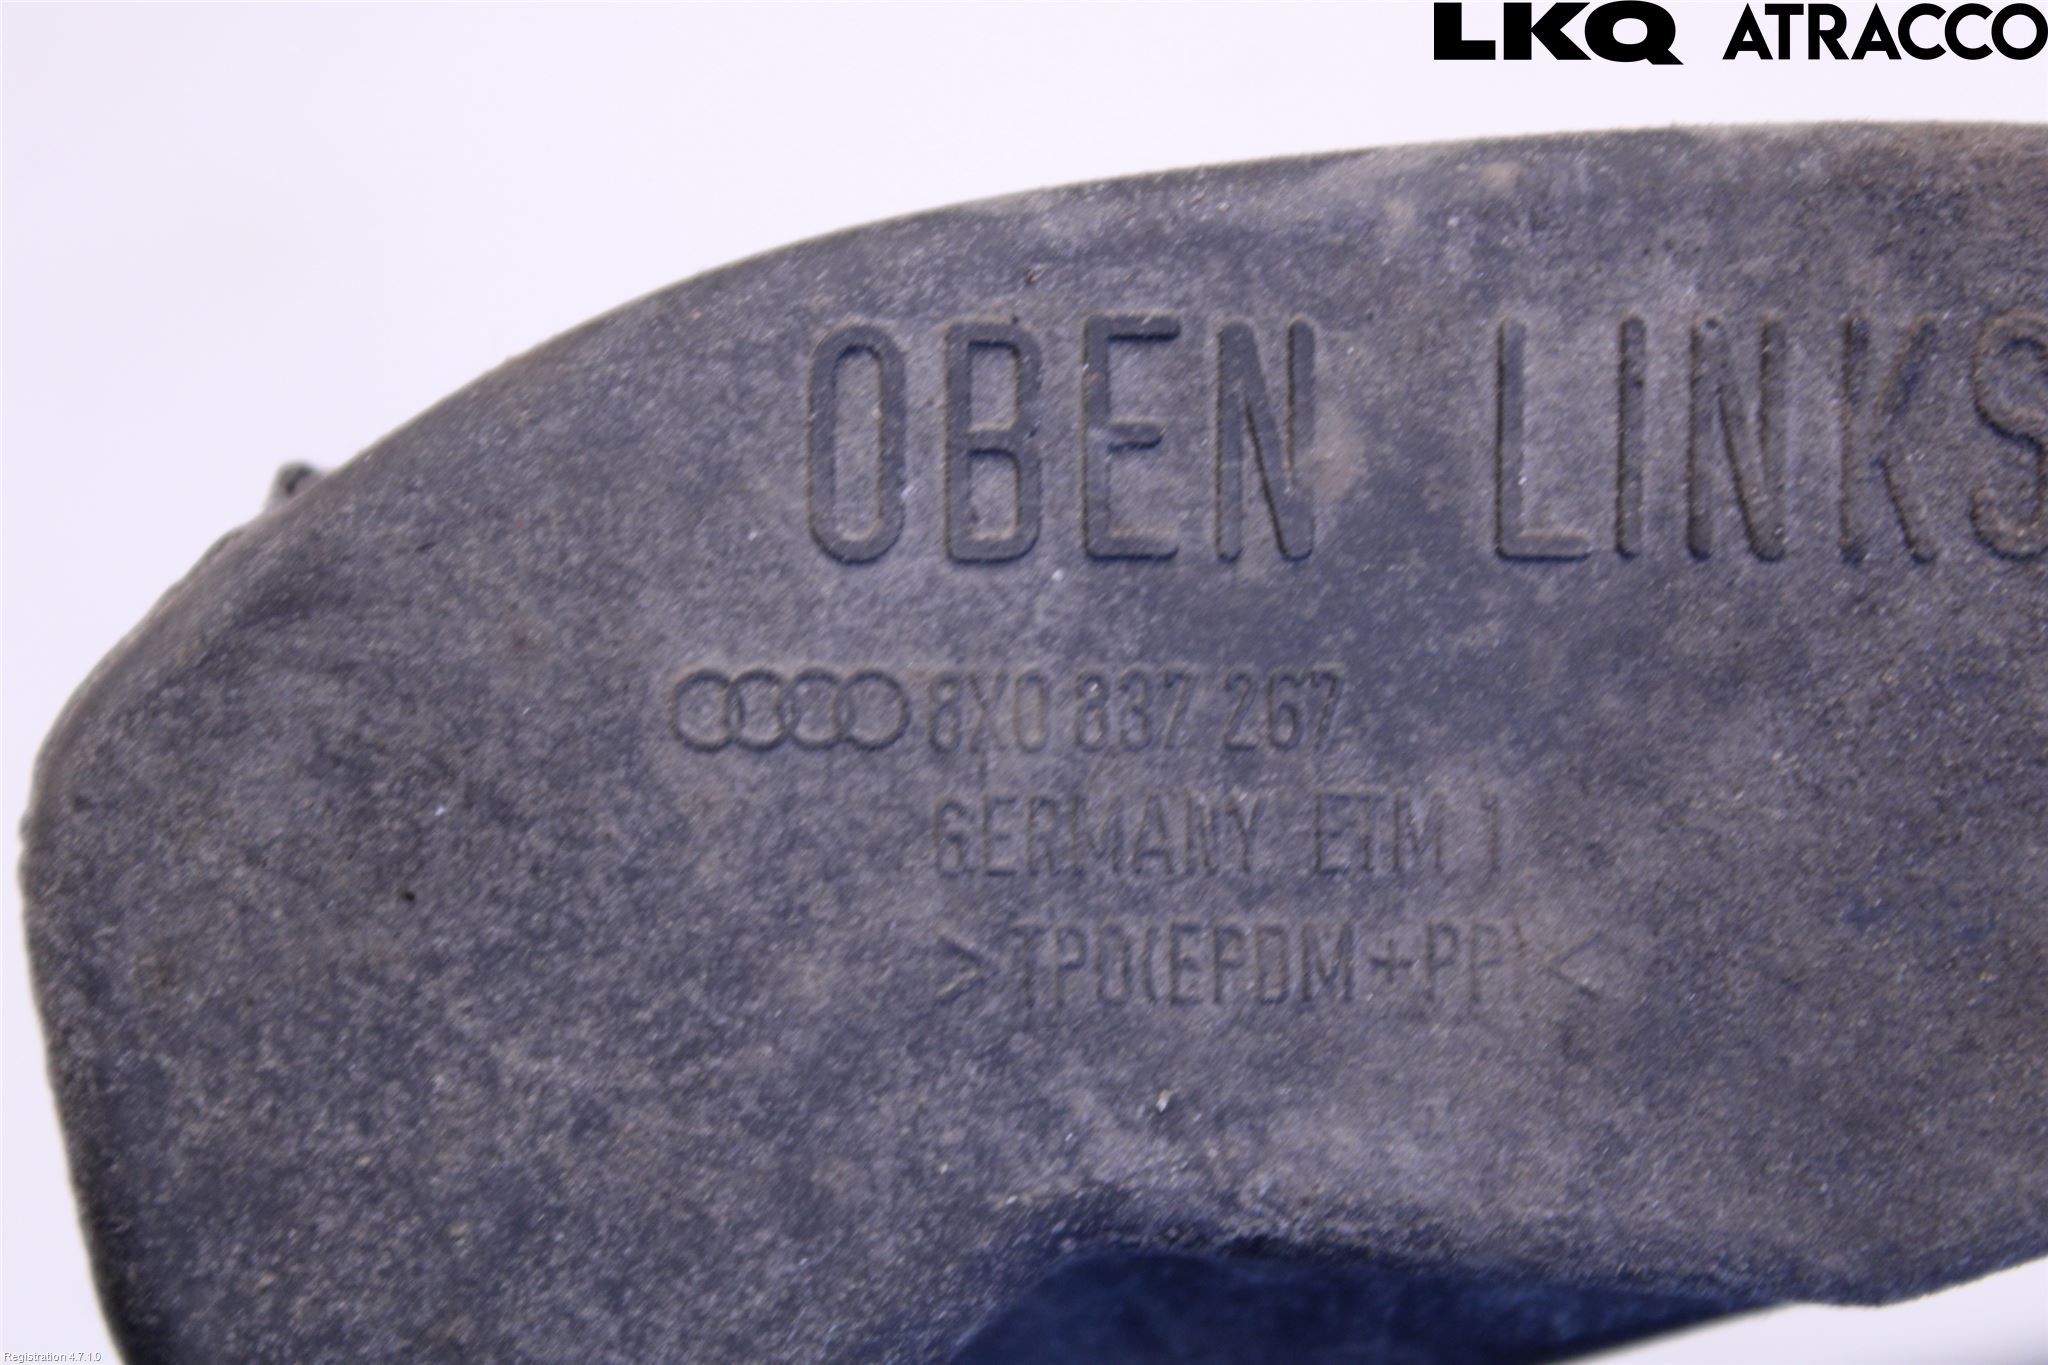 LKQ ATRACCO
OBEN LINKS
8X0 837 267
GERMANY ETM 1
>TPO(EPDM+PP)<
Registration 4.7.1.0